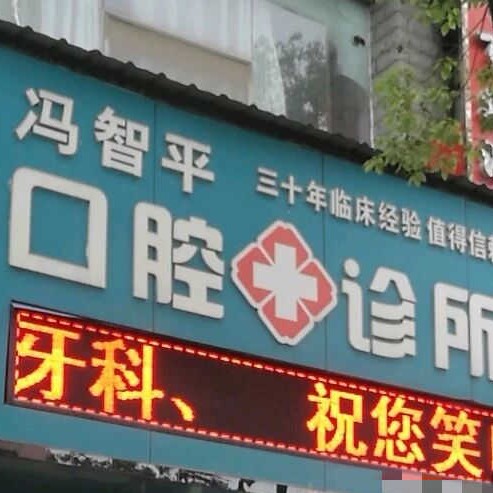 冯智平
三十年临床经验 值得信
口腔诊所
牙科、 祝您笑